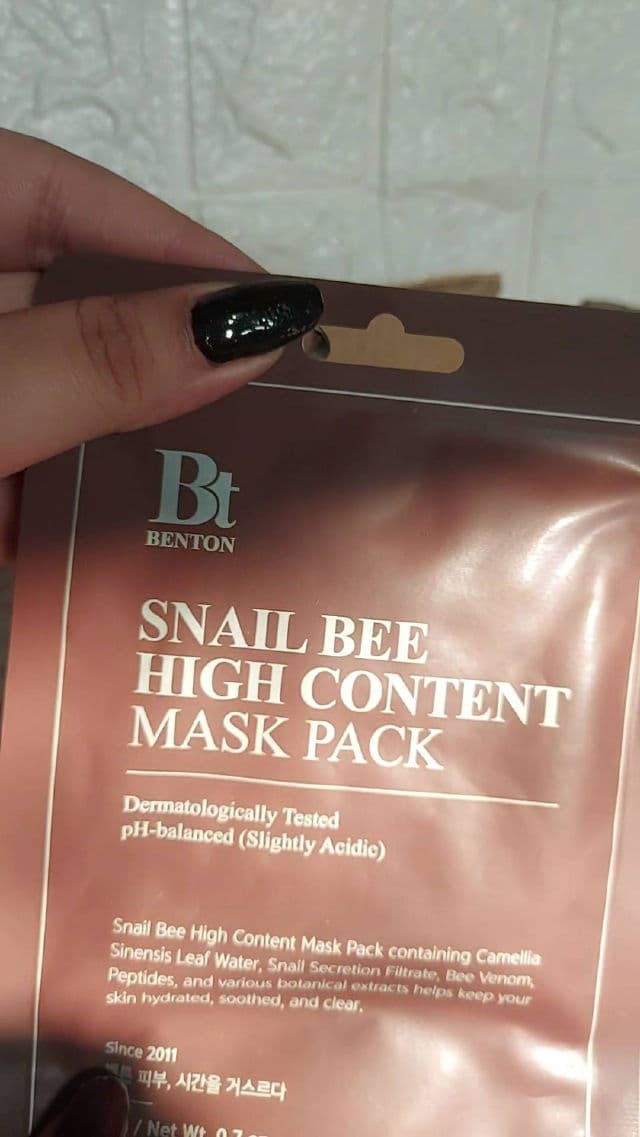 Bt
BENTON
SNAIL BEE
HIGH CONTENT
MASK PACK
Dermatologically Tested
pH-balanced (Slightly Acidic)
Snail Bee High Content Mask Pack containing Camellia
Sinensis Leaf Water, Snail Secretion Filtrate, Bee Venom,
Peptides, and various botanical extracts helps keep your
skin hydrated, soothed, and clear.
Since 2011
피부, 시간을 거스르다
/ Net Wt. 0.7